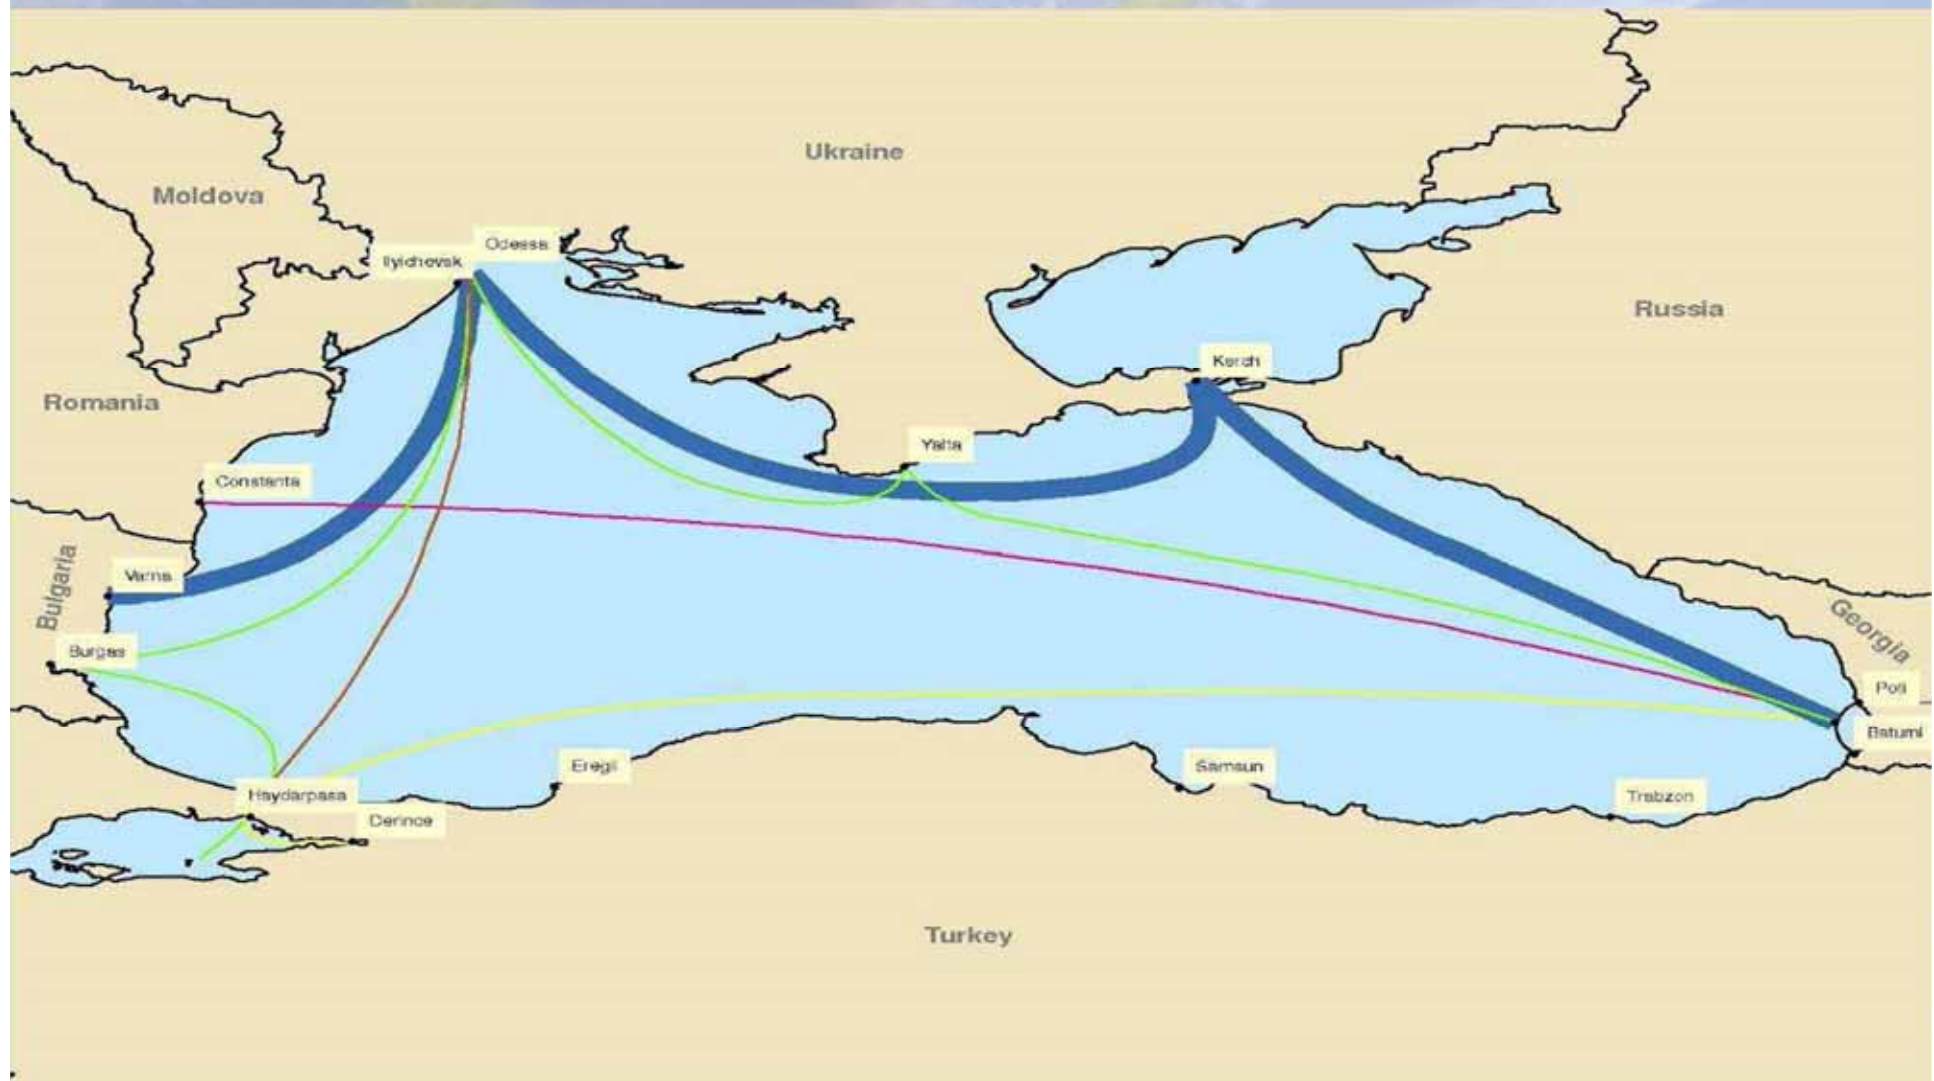 Ukraine
Moldova
Odessa
Ilyichevsk
Russia
Kerch
Romania
Yalta
Constanta
Bulgaria
Varna
Georgia
Burgas
Poti
Batumi
Eregli
Samsun
Haydarpasa
Trabzon
Derince
Turkey